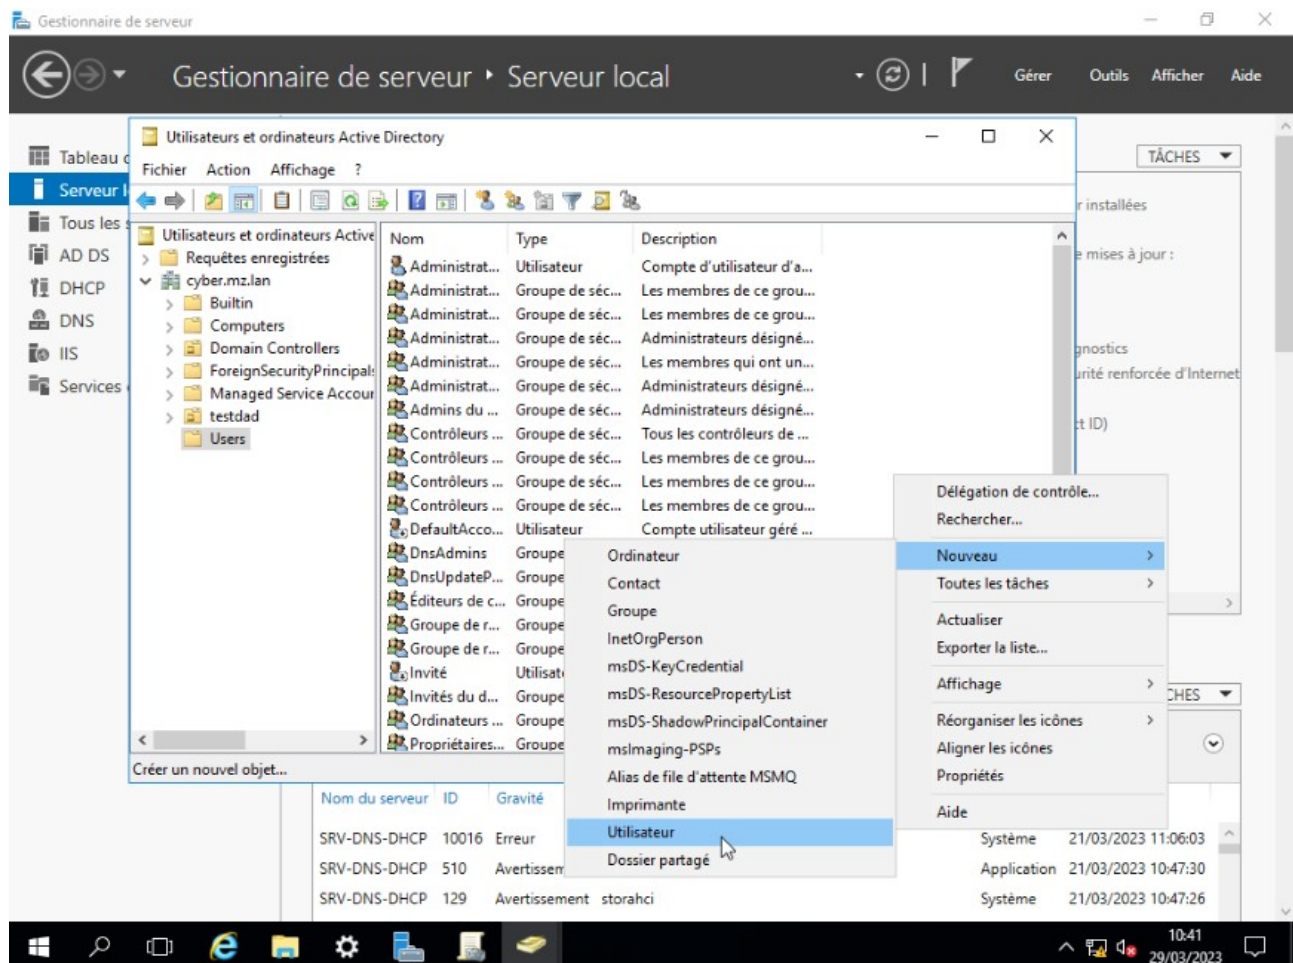 Gestionnaire de serveur
Gestionnaire de serveur Serveur local
Gérer Outils Afficher Aide
Utilisateurs et ordinateurs Active Directory
Fichier Action Affichage ?
Tableau
TÂCHES
Serveur
r installées
Tous les
Utilisateurs et ordinateurs Active
Nom Type Description
AD DS
Requêtes enregistrées
e mises à jour :
Administrat... Utilisateur Compte d'utilisateur d'a...
cyber.mz.lan
DHCP
Administrat... Groupe de séc... Les membres de ce grou...
Builtin
Administrat... Groupe de séc... Les membres de ce grou...
DNS
Computers
Administrat... Groupe de séc... Administrateurs désigné...
IIS
Domain Controllers
gnostics
Administrat... Groupe de séc... Les membres qui ont un...
ForeignSecurityPrincipals
urité renforcée d'Internet
Services
Administrat... Groupe de séc... Administrateurs désigné...
Managed Service Accour
Admins du ... Groupe de séc... Administrateurs désigné...
testdad
ct ID)
Contrôleurs ... Groupe de séc... Tous les contrôleurs de ...
Users
Contrôleurs ... Groupe de séc... Les membres de ce grou...
Contrôleurs ... Groupe de séc... Les membres de ce grou...
Contrôleurs ... Groupe de séc... Les membres de ce grou...
DefaultAcco... Utilisateur Compte utilisateur géré ...
DnsAdmins Groupe
DnsUpdateP... Groupe
Éditeurs de c... Groupe
Groupe de r... Groupe
Groupe de r... Groupe
Invité Utilisat
Invités du d... Groupe
Ordinateurs ... Groupe
Propriétaires... Groupe
Délégation de contrôle...
Rechercher...
Nouveau
Toutes les tâches
Actualiser
Exporter la liste...
Affichage
Réorganiser les icônes
Aligner les icônes
Propriétés
Aide
Ordinateur
Contact
Groupe
InetOrgPerson
msDS-KeyCredential
msDS-ResourcePropertyList
msDS-ShadowPrincipalContainer
msImaging-PSPs
Alias de file d'attente MSMQ
Imprimante
Utilisateur
Dossier partagé
CHES
Créer un nouvel objet...
Nom du serveur ID Gravité
SRV-DNS-DHCP 10016 Erreur Système 21/03/2023 11:06:03
SRV-DNS-DHCP 510 Avertissem Application 21/03/2023 10:47:30
SRV-DNS-DHCP 129 Avertissement storahci Système 21/03/2023 10:47:26
10:41
29/03/2023